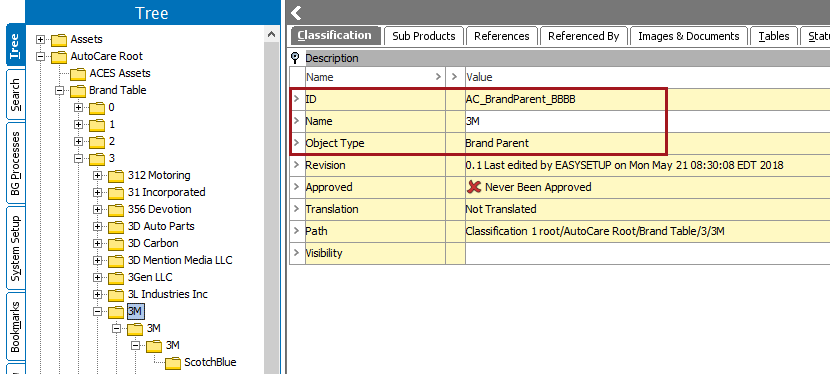 Tree
Tree
Search
BG Processes
System Setup
Bookmarks
Assets
AutoCare Root
ACES Assets
Brand Table
0
1
2
3
312 Motoring
31 Incorporated
356 Devotion
3D Auto Parts
3D Carbon
3D Mention Media LLC
3Gen LLC
3L Industries Inc
3M
3M
3M
ScotchBlue
Classification Sub Products References Referenced By Images & Documents Tables Statu
Description
Name > > Value
> ID AC_BrandParent_BBBB
> Name 3M
> Object Type Brand Parent
> Revision 0.1 Last edited by EASYSETUP on Mon May 21 08:30:08 EDT 2018
> Approved Never Been Approved
> Translation Not Translated
> Path Classification 1 root/AutoCare Root/Brand Table/3/3M
> Visibility